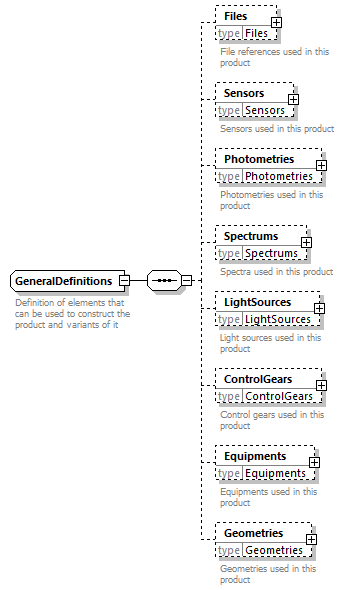 Files
type Files
File references used in this
product
Sensors
type Sensors
Sensors used in this product
Photometries
type Photometries
Photometries used in this
product
Spectrums
type Spectrums
Spectra used in this product
GeneralDefinitions
Definition of elements that
can be used to construct the
product and variants of it
LightSources
type LightSources
Light sources used in this
product
ControlGears
type ControlGears
Control gears used in this
product
Equipments
type Equipments
Equipments used in this
product
Geometries
type Geometries
Geometries used in this
product